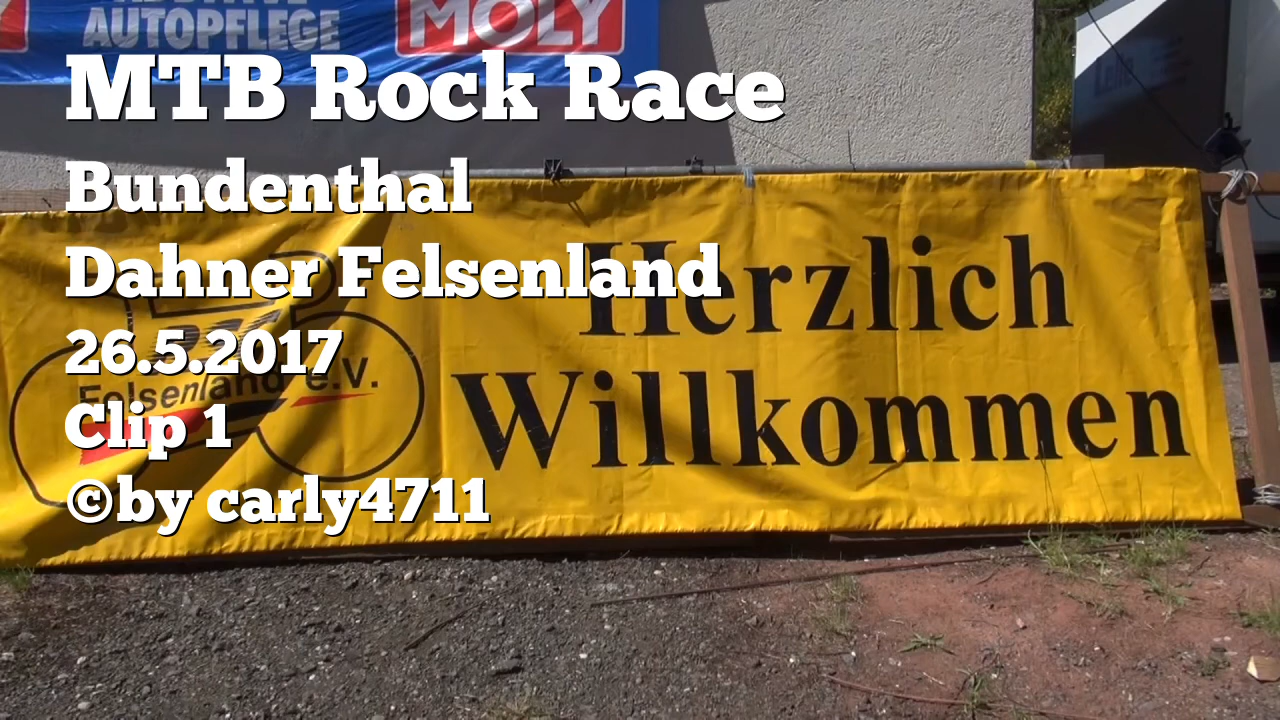 AUTOPFLEGE
MOLY
MTB Rock Race
Bundenthal
Dahner Felsenland
26.5.2017
Clip 1
©by carly4711
Herzlich
Willkommen
Felsenland e.V.